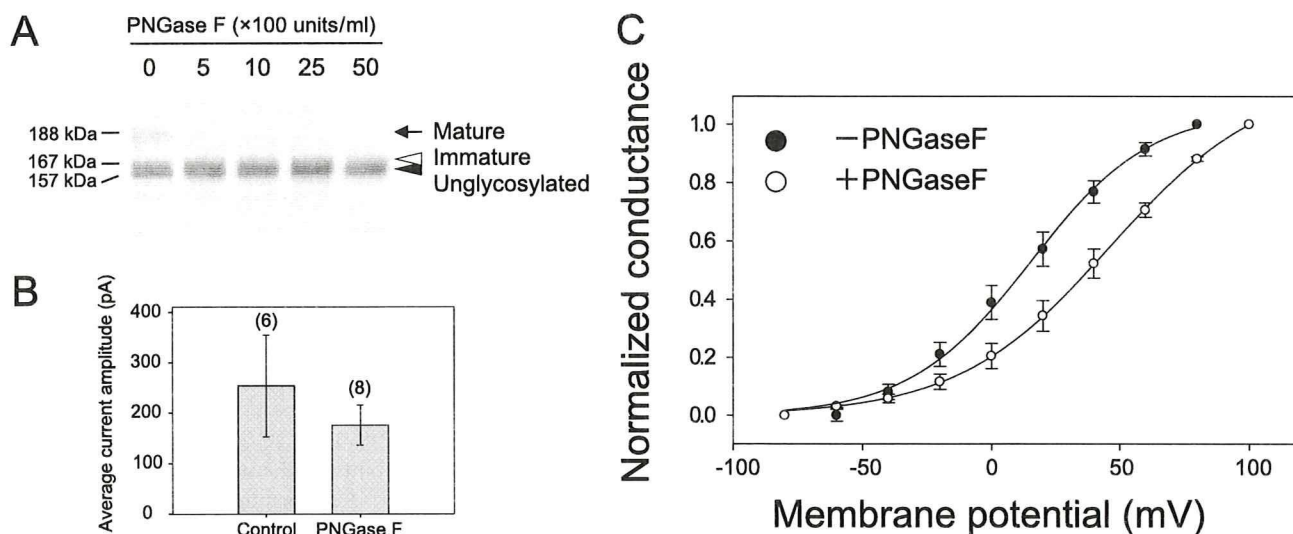 A
PNGase F (×100 units/ml)
0 5 10 25 50
188 kDa
167 kDa
157 kDa
Mature
Immature
Unglycosylated
B
Average current amplitude (pA)
400
300
200
100
0
(6)
(8)
Control PNGase F
C
Normalized conductance
1.0
0.8
0.6
0.4
0.2
0.0
−PNGaseF
+PNGaseF
-100 -50 0 50 100
Membrane potential (mV)